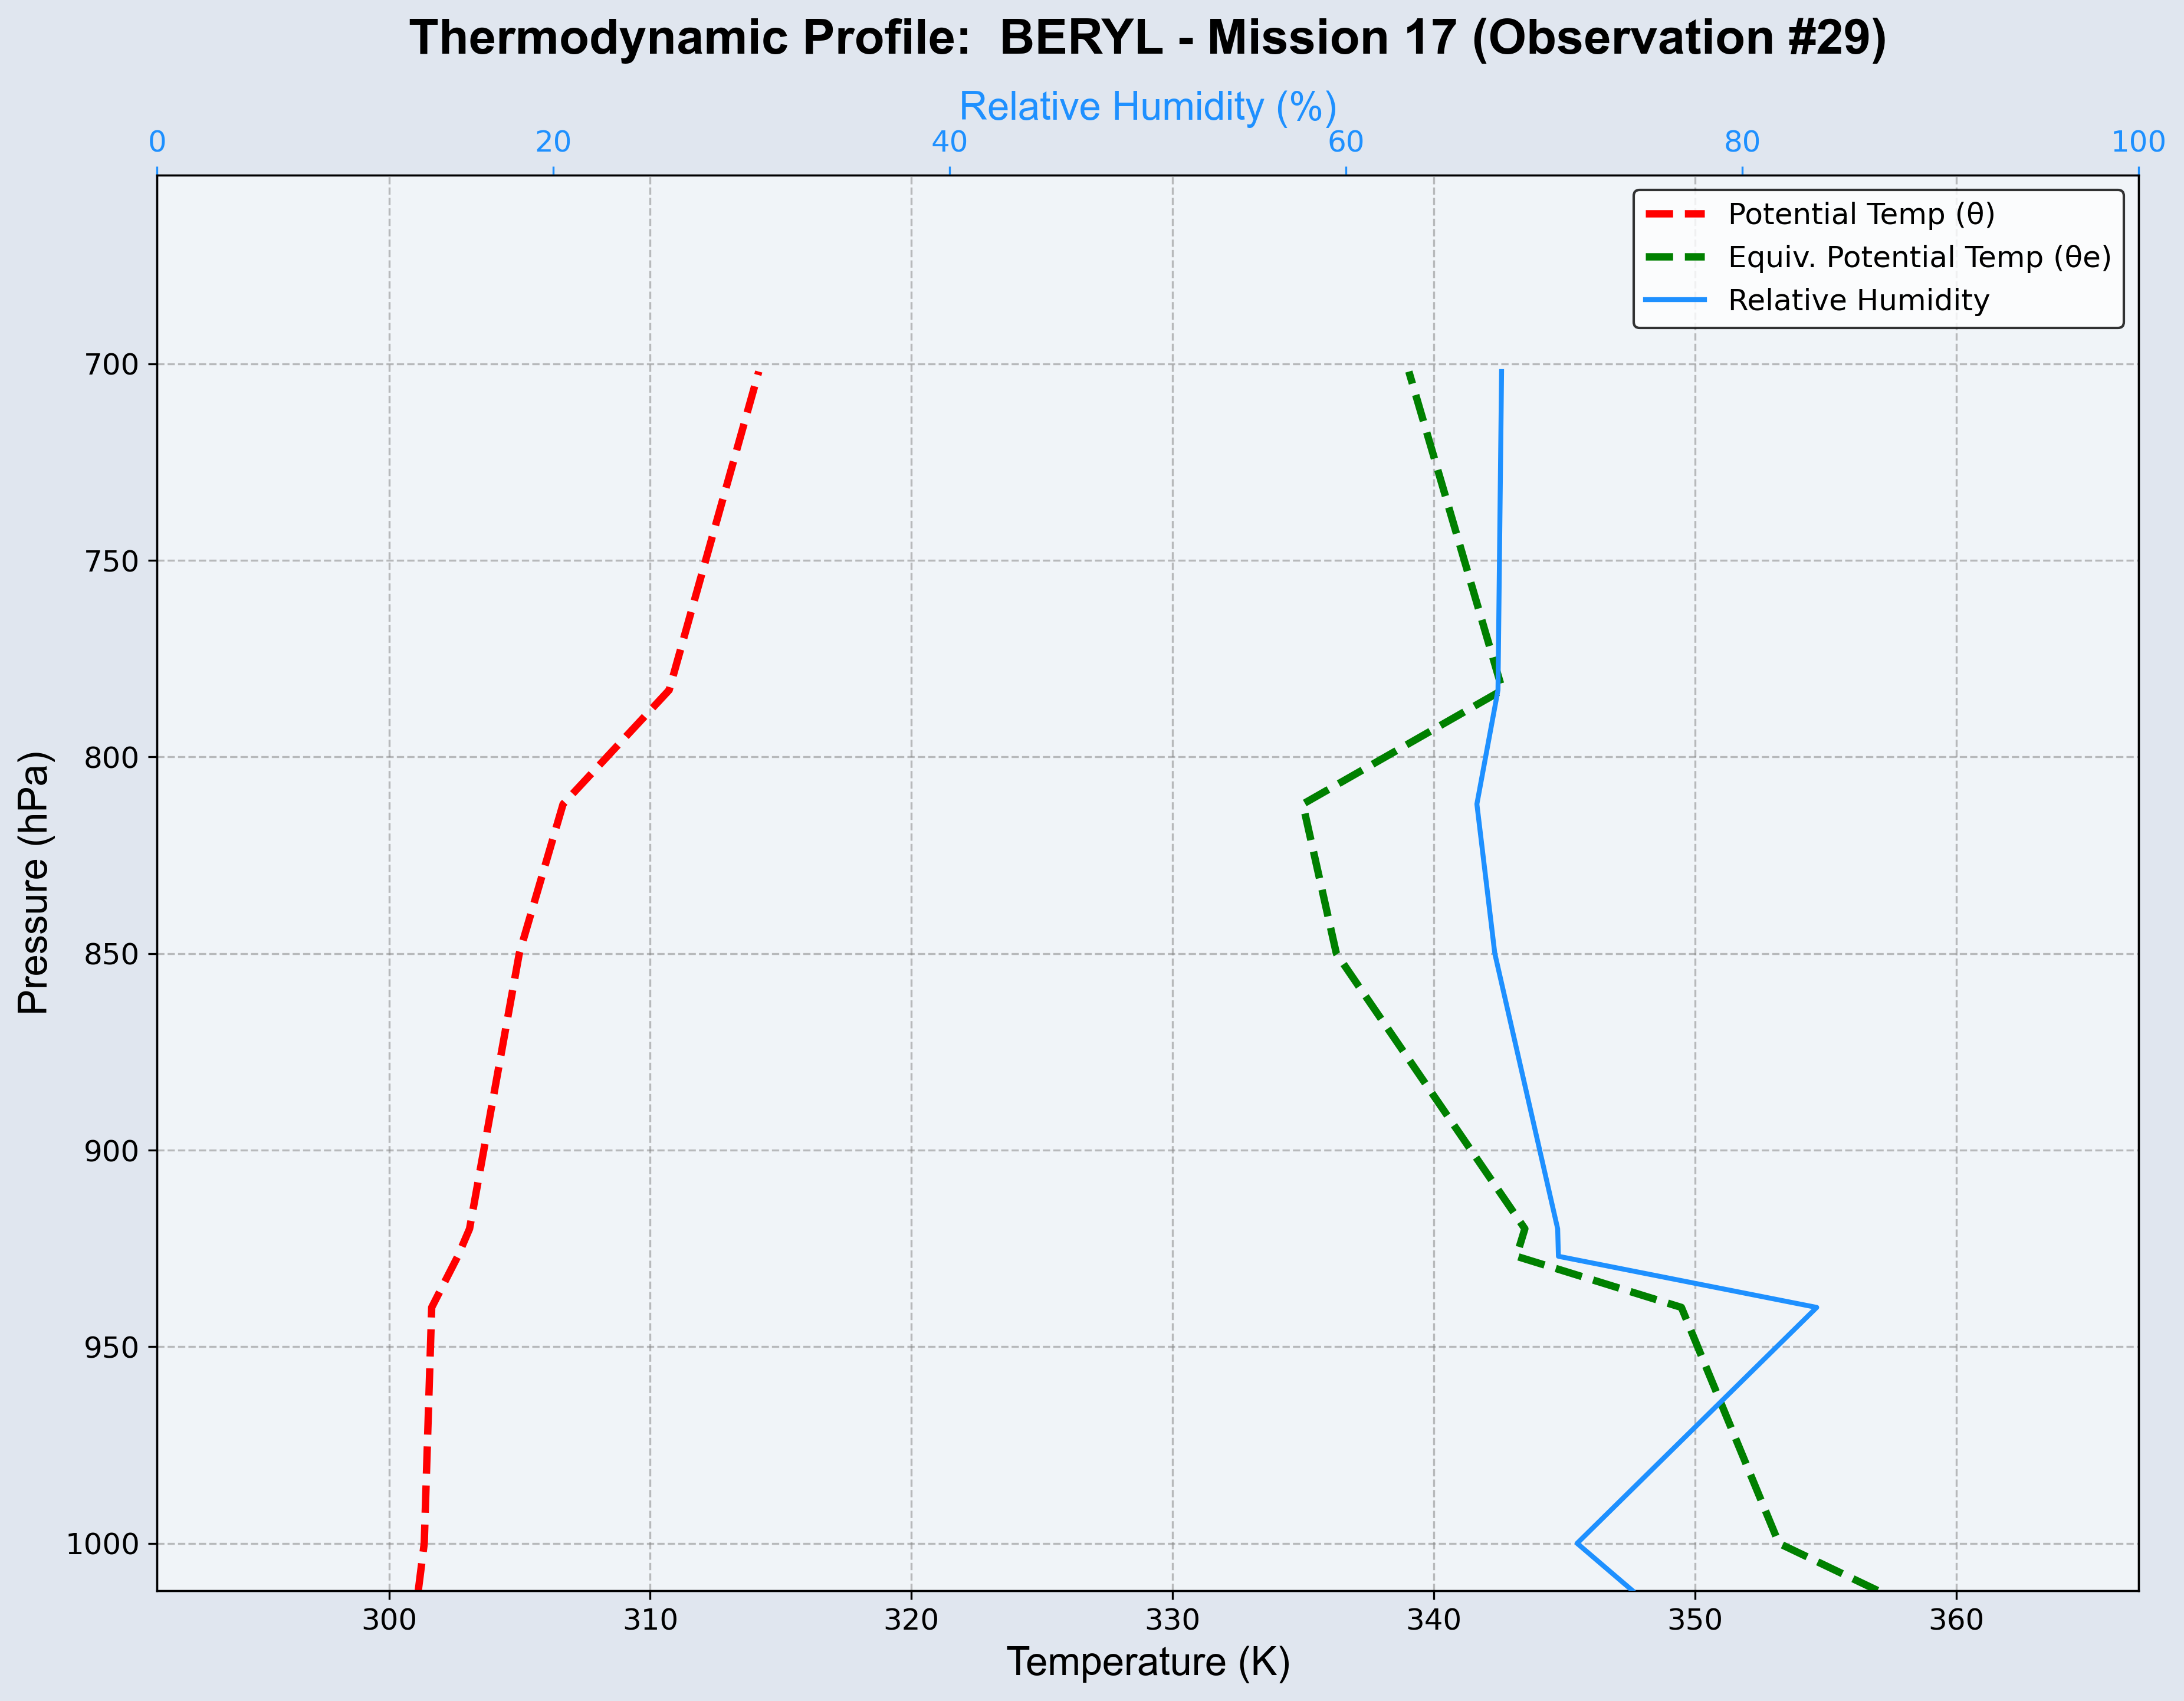 Thermodynamic Profile:  BERYL - Mission 17 (Observation #29)
Relative Humidity (%)
0 20 40 60 80 100
Potential Temp (θ)
Equiv. Potential Temp (θe)
Relative Humidity
Pressure (hPa)
700
750
800
850
900
950
1000
300 310 320 330 340 350 360
Temperature (K)